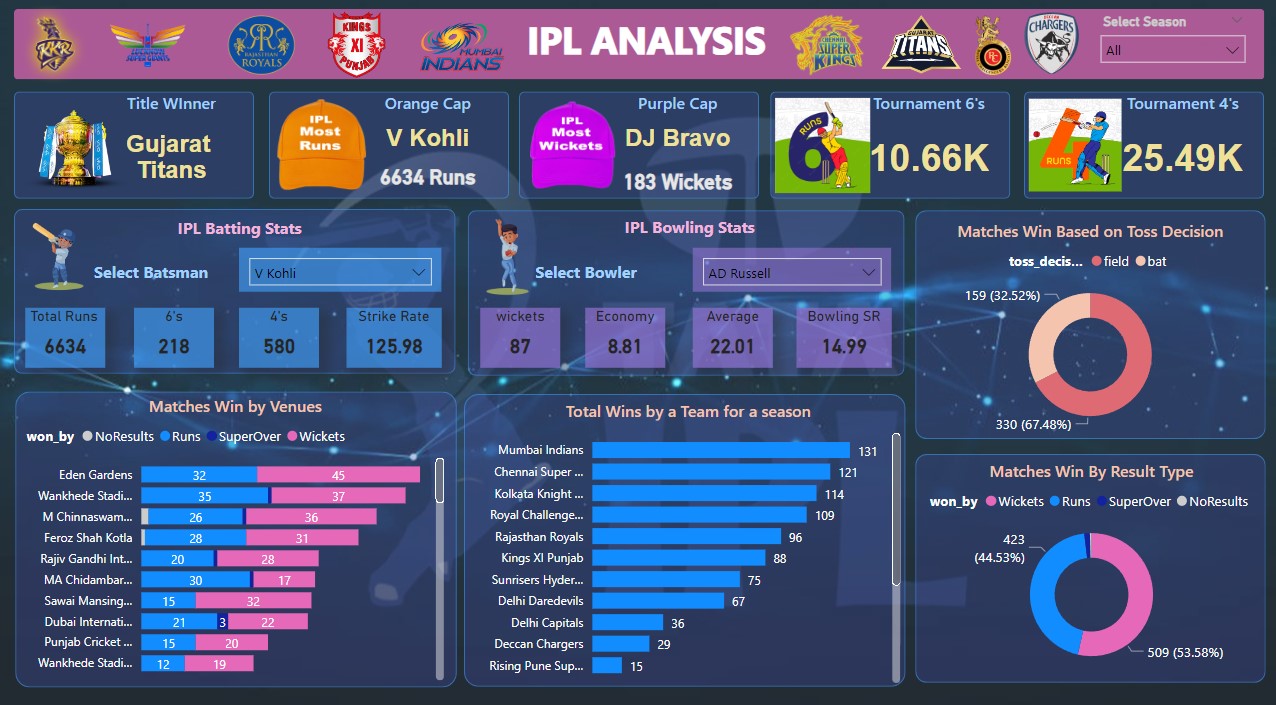 KKR
RAJASTHAN
ROYALS
KINGS
XI
PUNJAB
MUMBAI
INDIANS
IPL ANALYSIS
CHENNAI
SUPER
KINGS
GUJARAT
TITANS
CHARGERS
Select Season
All
Title WInner
Gujarat
Titans
Orange Cap
IPL
Most
Runs
V Kohli
6634 Runs
Purple Cap
IPL
Most
Wickets
DJ Bravo
183 Wickets
Tournament 6's
6
RUNS
10.66K
Tournament 4's
4
RUNS
25.49K
IPL Batting Stats
Select Batsman
V Kohli
Total Runs
6634
6's
218
4's
580
Strike Rate
125.98
IPL Bowling Stats
Select Bowler
AD Russell
wickets
87
Economy
8.81
Average
22.01
Bowling SR
14.99
Matches Win Based on Toss Decision
toss_decis... field bat
159 (32.52%)
330 (67.48%)
Matches Win by Venues
won_by NoResults Runs SuperOver Wickets
Eden Gardens 32 45
Wankhede Stadi... 35 37
M Chinnaswam... 26 36
Feroz Shah Kotla 28 31
Rajiv Gandhi Int... 20 28
MA Chidambar... 30 17
Sawai Mansing... 15 32
Dubai Internati... 21 3 22
Punjab Cricket ... 15 20
Wankhede Stadi... 12 19
Total Wins by a Team for a season
Mumbai Indians 131
Chennai Super ... 121
Kolkata Knight ... 114
Royal Challenge... 109
Rajasthan Royals 96
Kings XI Punjab 88
Sunrisers Hyder... 75
Delhi Daredevils 67
Delhi Capitals 36
Deccan Chargers 29
Rising Pune Sup... 15
Matches Win By Result Type
won_by Wickets Runs SuperOver NoResults
423
(44.53%)
509 (53.58%)